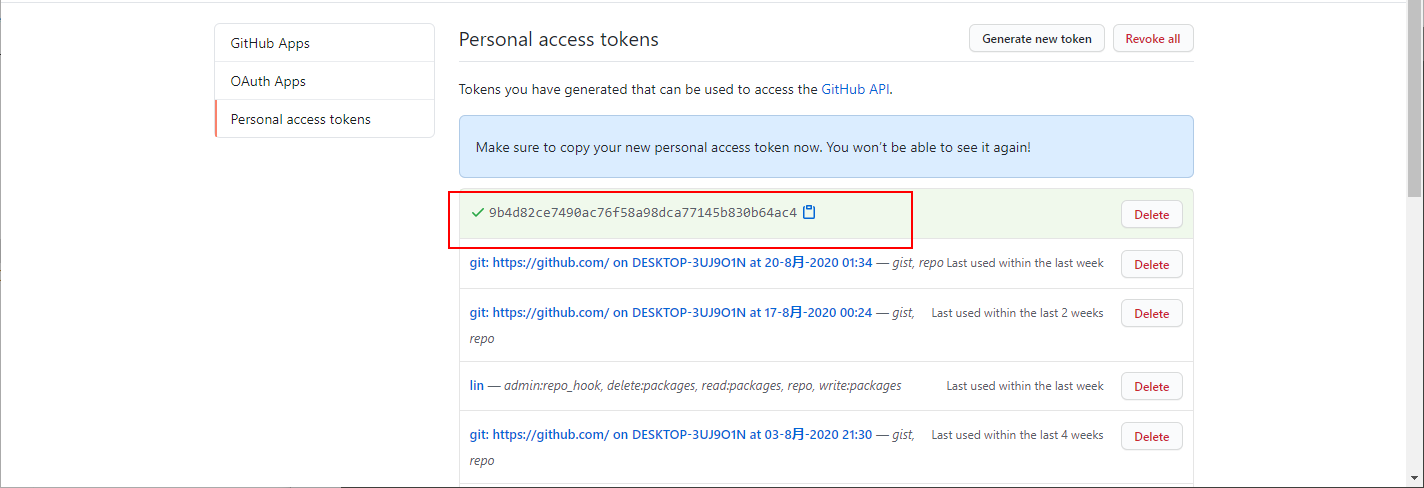 GitHub Apps
OAuth Apps
Personal access tokens
Personal access tokens
Generate new token
Revoke all
Tokens you have generated that can be used to access the GitHub API.
Make sure to copy your new personal access token now. You won't be able to see it again!
9b4d82ce7490ac76f58a98dca77145b830b64ac4
Delete
git: https://github.com/ on DESKTOP-3UJ9O1N at 20-8月-2020 01:34 — gist, repo Last used within the last week
Delete
git: https://github.com/ on DESKTOP-3UJ9O1N at 17-8月-2020 00:24 — gist,
repo
Last used within the last 2 weeks
Delete
lin — admin:repo_hook, delete:packages, read:packages, repo, write:packages
Last used within the last week
Delete
git: https://github.com/ on DESKTOP-3UJ9O1N at 03-8月-2020 21:30 — gist,
repo
Last used within the last 4 weeks
Delete